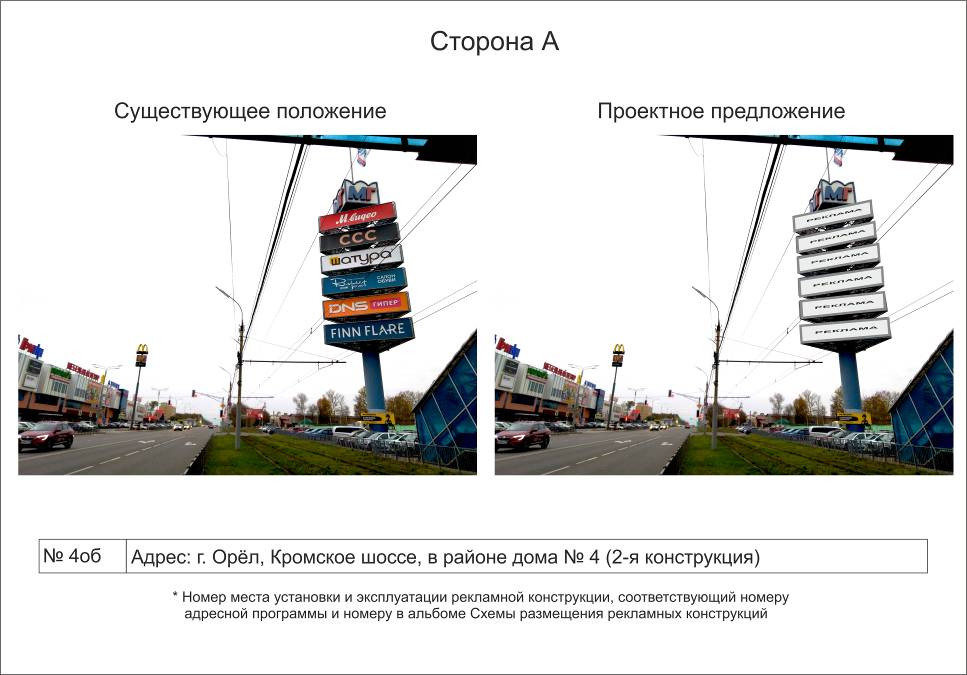 Сторона А
Существующее положение
Проектное предложение
МГ
М.видео
ССС
шатура
САЛОН
ОБУВИ
DNS ГИПЕР
FINN FLARE
МГ
РЕКЛАМА
РЕКЛАМА
РЕКЛАМА
РЕКЛАМА
РЕКЛАМА
РЕКЛАМА
№ 4об
Адрес: г. Орёл, Кромское шоссе, в районе дома № 4 (2-я конструкция)
* Номер места установки и эксплуатации рекламной конструкции, соответствующий номеру
адресной программы и номеру в альбоме Схемы размещения рекламных конструкций